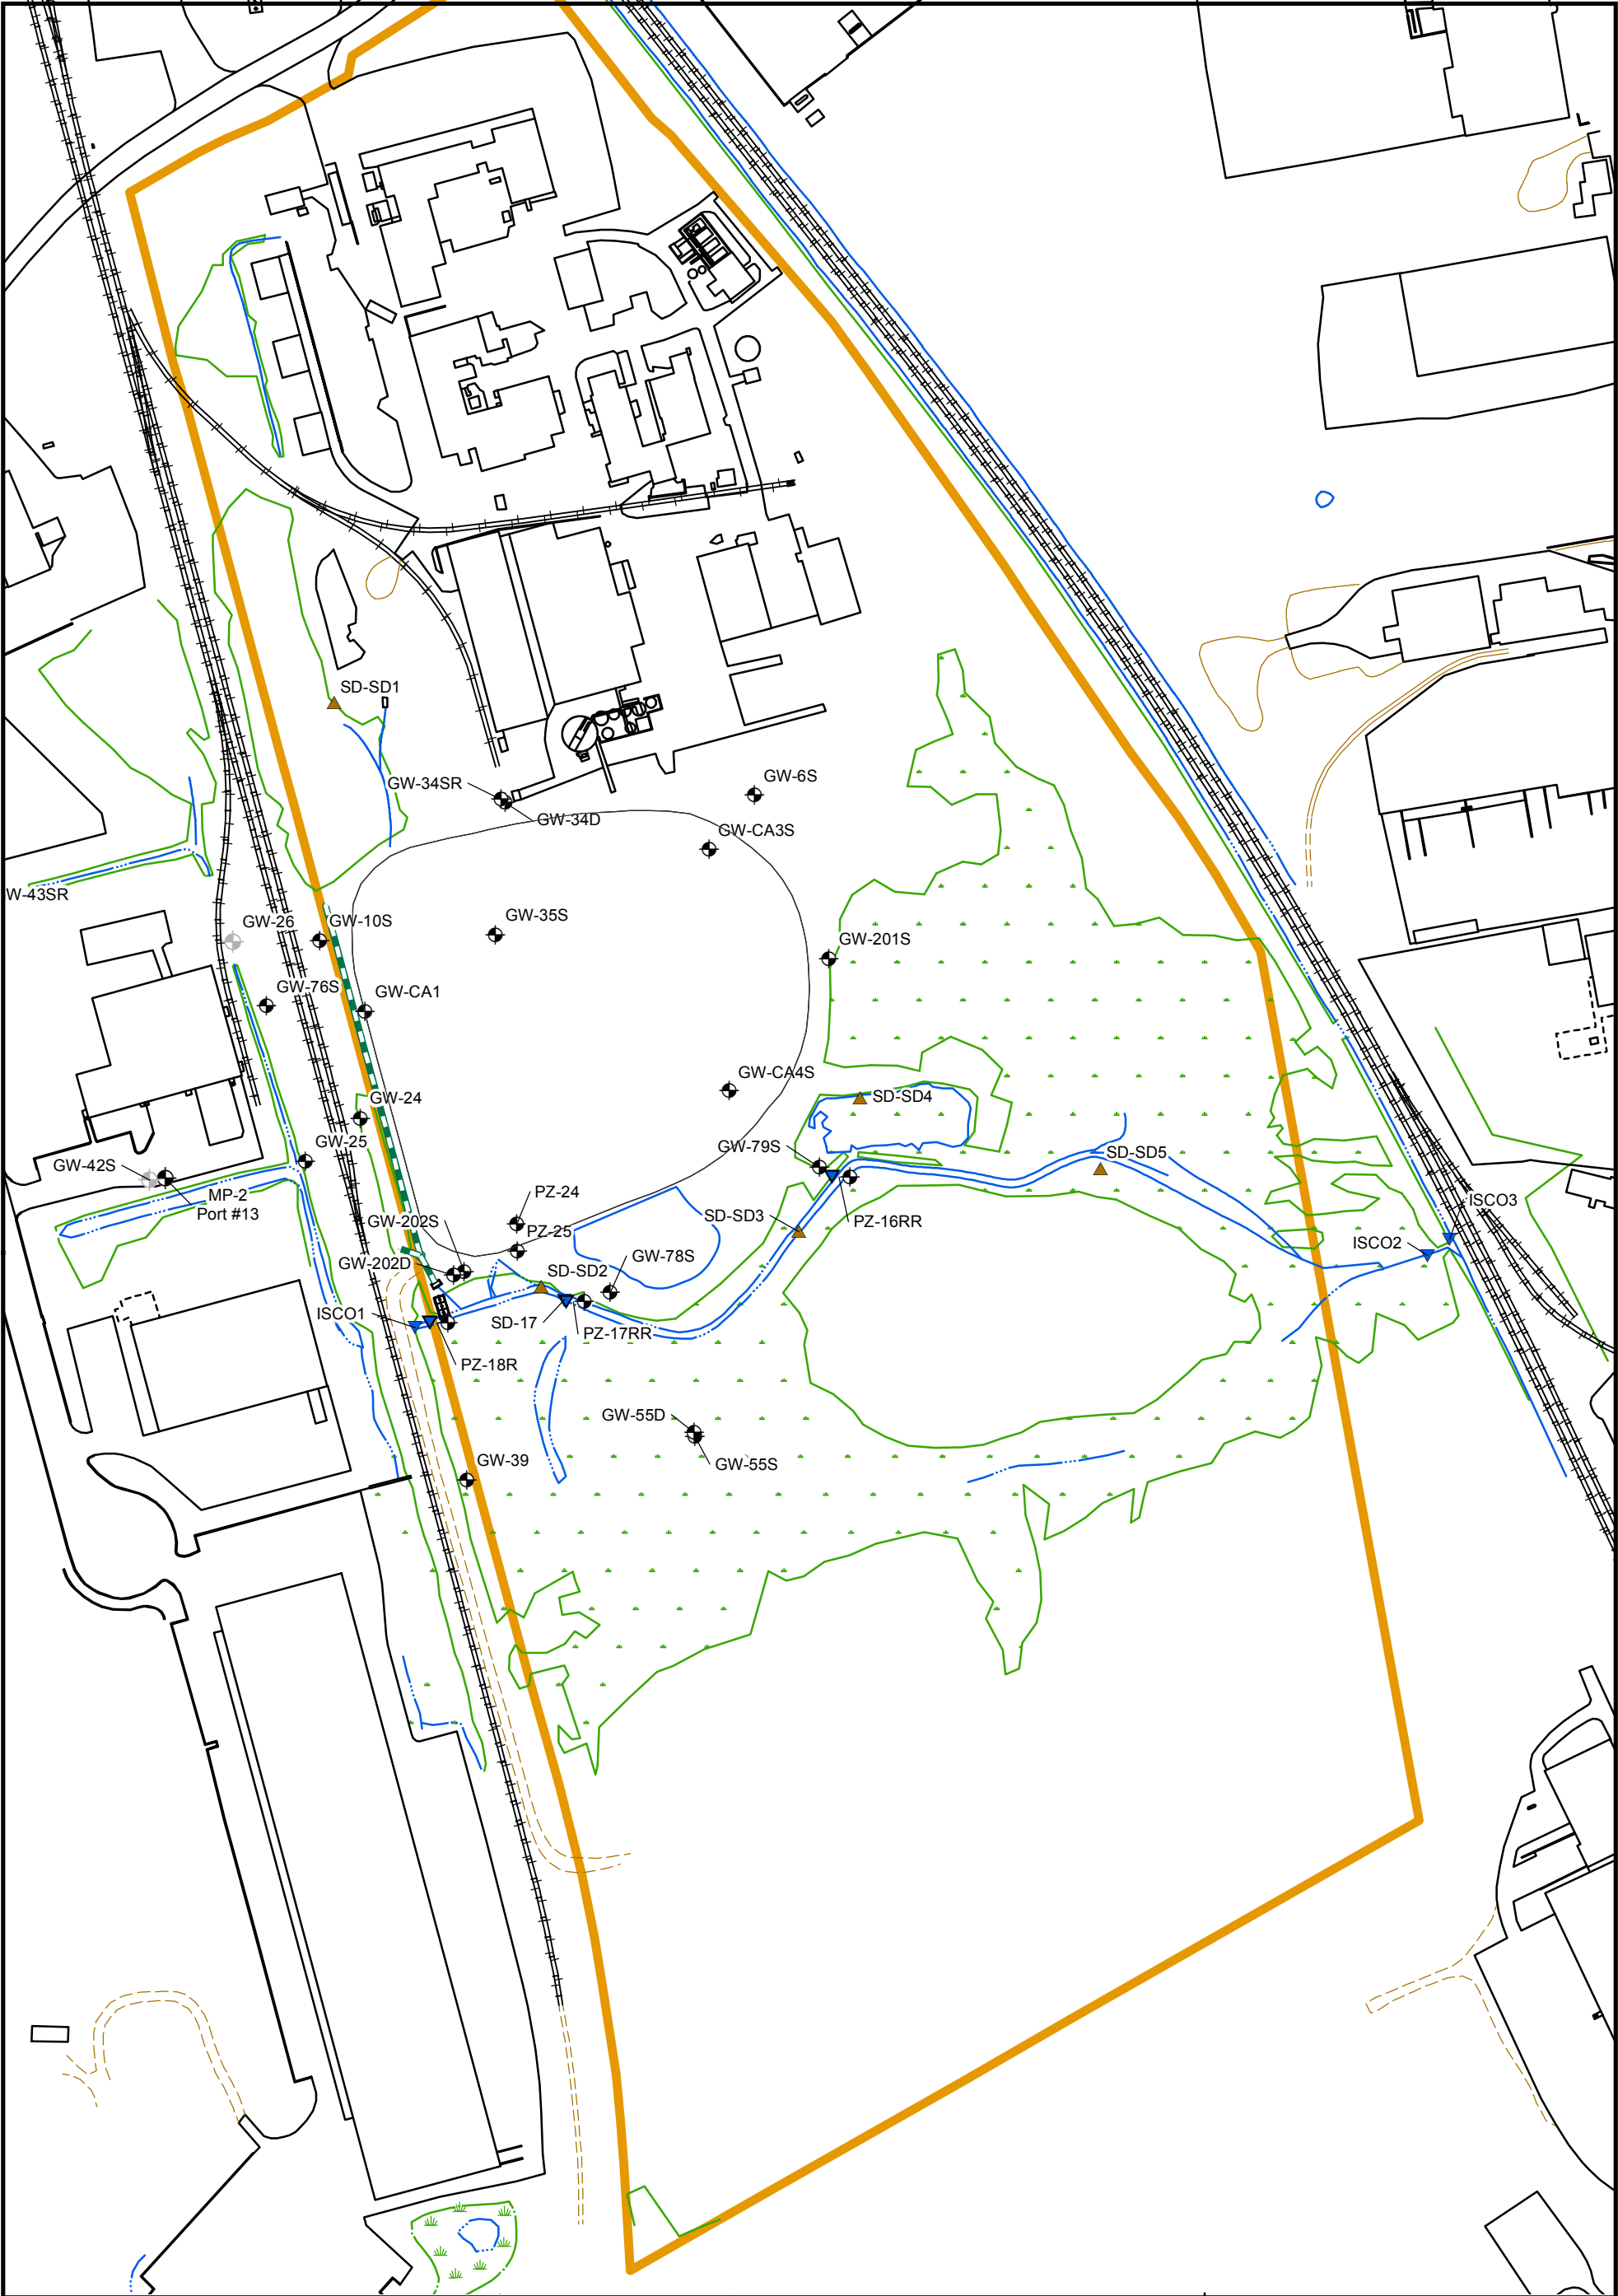 SD-SD1
GW-34SR
GW-6S
GW-34D
GW-CA3S
W-43SR
GW-26
GW-10S
GW-35S
GW-201S
GW-76S
GW-CA1
GW-CA4S
GW-24
SD-SD4
GW-25
GW-79S
SD-SD5
GW-42S
MP-2
Port #13
PZ-24
ISCO3
GW-202S
SD-SD3
PZ-16RR
PZ-25
ISCO2
GW-202D
GW-78S
SD-SD2
ISCO1
SD-17
PZ-17RR
PZ-18R
GW-55D
GW-39
GW-55S